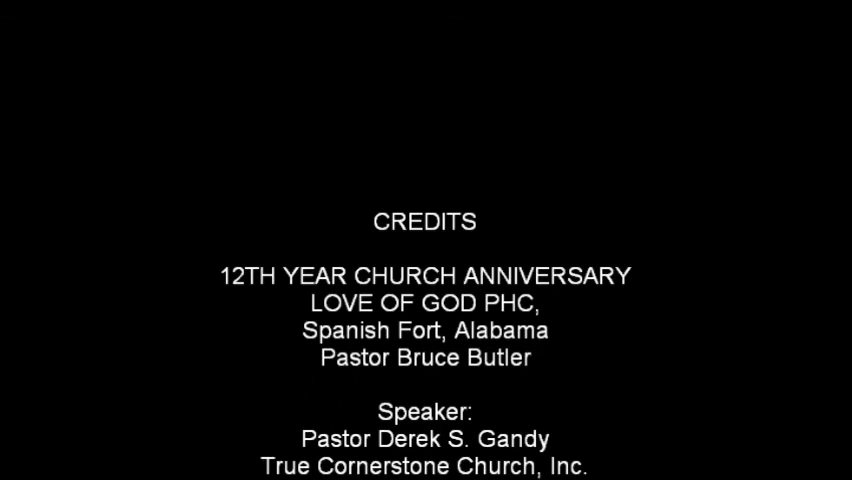 CREDITS
12TH YEAR CHURCH ANNIVERSARY
LOVE OF GOD PHC,
Spanish Fort, Alabama
Pastor Bruce Butler
Speaker:
Pastor Derek S. Gandy
True Cornerstone Church, Inc.